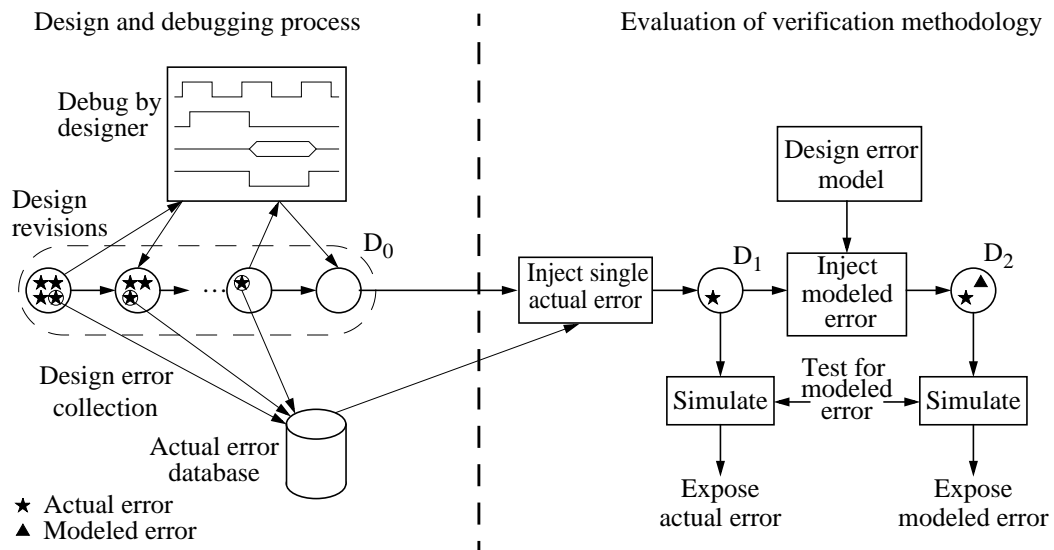 Design and debugging process
Evaluation of verification methodology
Debug by
designer
Design error
model
Design
revisions
D0
Inject single
actual error
D1
Inject
modeled
error
D2
...
Design error
collection
Simulate
Test for
modeled
error
Simulate
Actual error
database
Expose
actual error
Expose
modeled error
Actual error
Modeled error